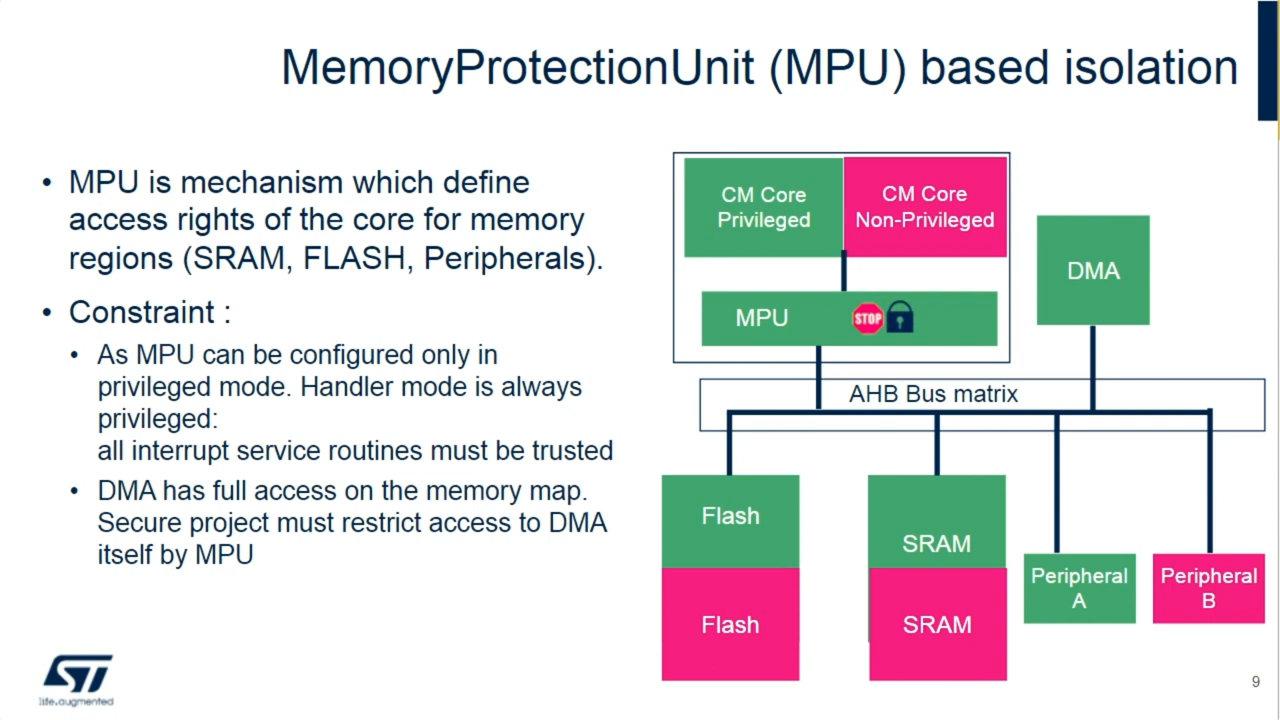 MemoryProtectionUnit (MPU) based isolation
• MPU is mechanism which define
access rights of the core for memory
regions (SRAM, FLASH, Peripherals).
• Constraint :
• As MPU can be configured only in
privileged mode. Handler mode is always
privileged:
all interrupt service routines must be trusted
• DMA has full access on the memory map.
Secure project must restrict access to DMA
itself by MPU
CM Core
Privileged
CM Core
Non-Privileged
DMA
MPU
STOP
AHB Bus matrix
Flash
SRAM
Peripheral
A
Peripheral
B
Flash
SRAM
ST
life.augmented
9